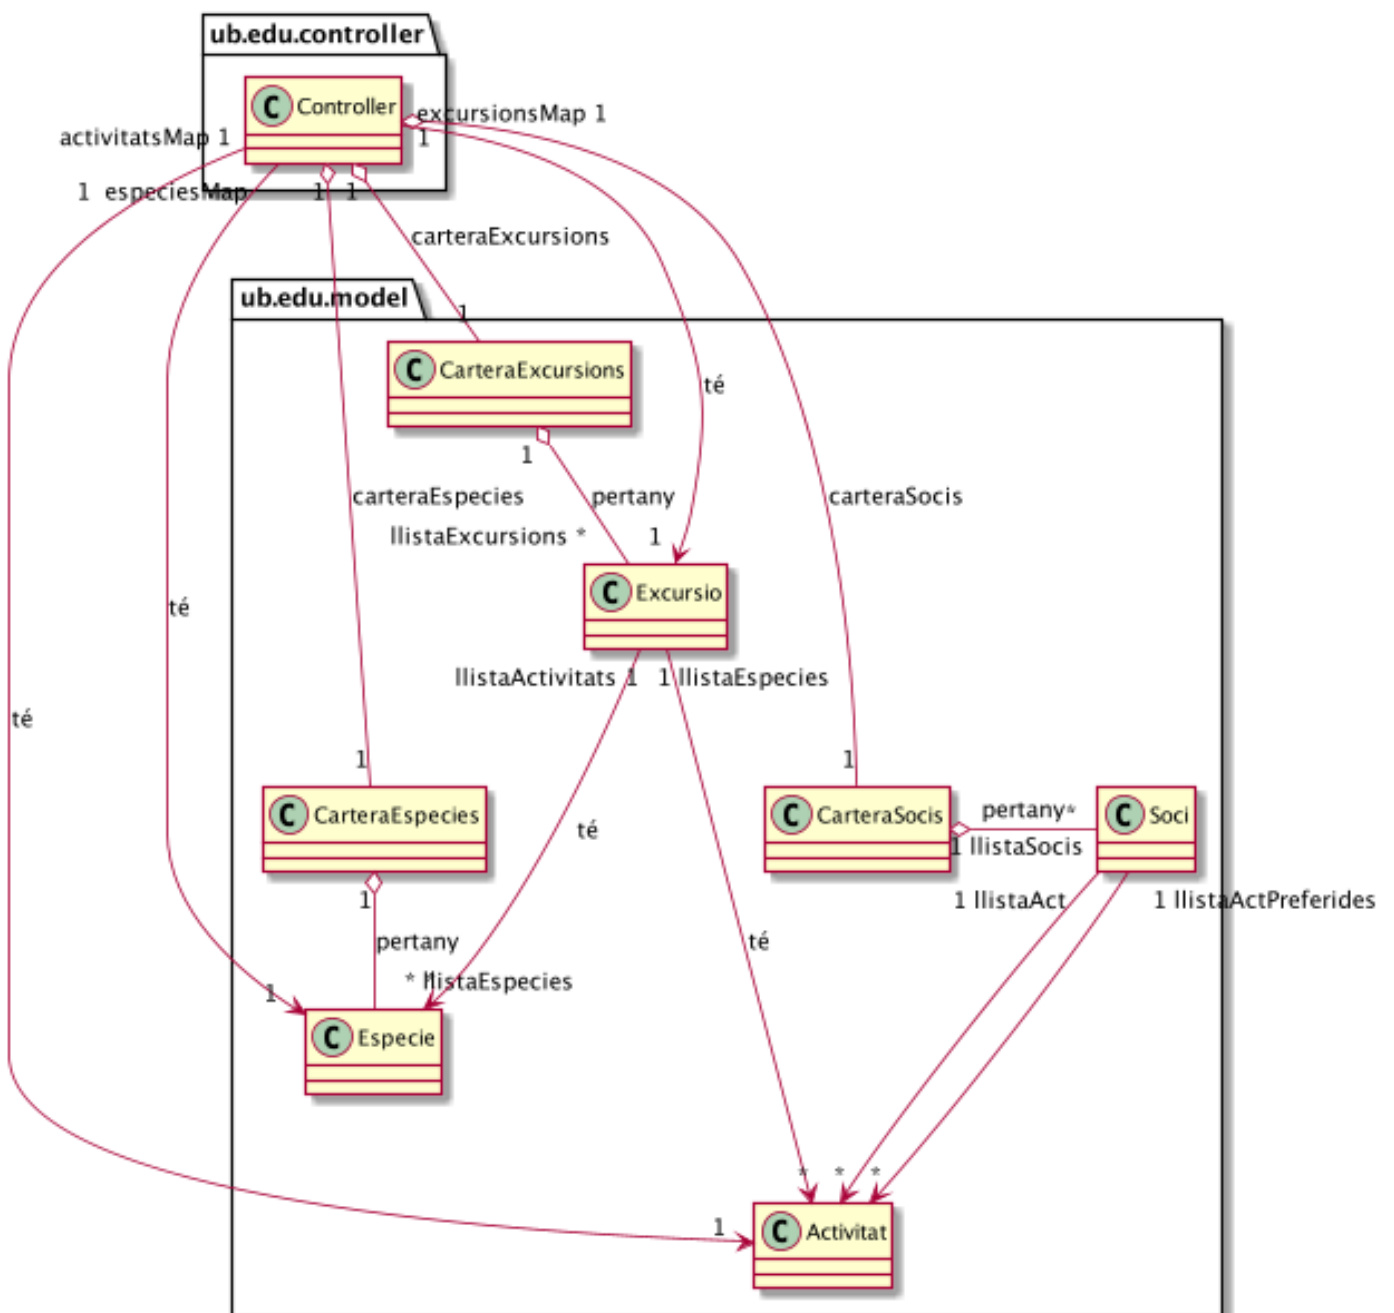 ub.edu.controller
C Controller
excursionsMap 1
activitatsMap 1
1
1 especiesMap
1
1
carteraExcursions
ub.edu.model
1
C CarteraExcursions
té
1
carteraEspecies
pertany
carteraSocis
llistaExcursions *
1
C Excursio
té
llistaActivitats 1
1 llistaEspecies
té
1
1
C CarteraEspecies
té
C CarteraSocis
pertany*
1 llistaSocis
C Soci
1
1 llistaAct
1 llistaActPreferides
pertany
té
* llistaEspecies
1
C Especie
*
*
*
1
C Activitat